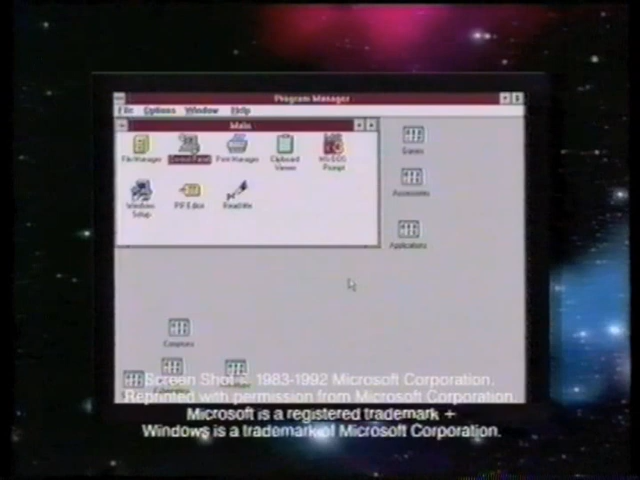 Program Manager
File Options Window Help
Main
File Manager Control Panel Print Manager Clipboard Viewer MS-DOS Prompt
Games
Windows Setup PIF Editor Read Me
Accessories
Applications
Screen Shot © 1983-1992 Microsoft Corporation.
Reprinted with permission from Microsoft Corporation.
Microsoft is a registered trademark +
Windows is a trademark of Microsoft Corporation.